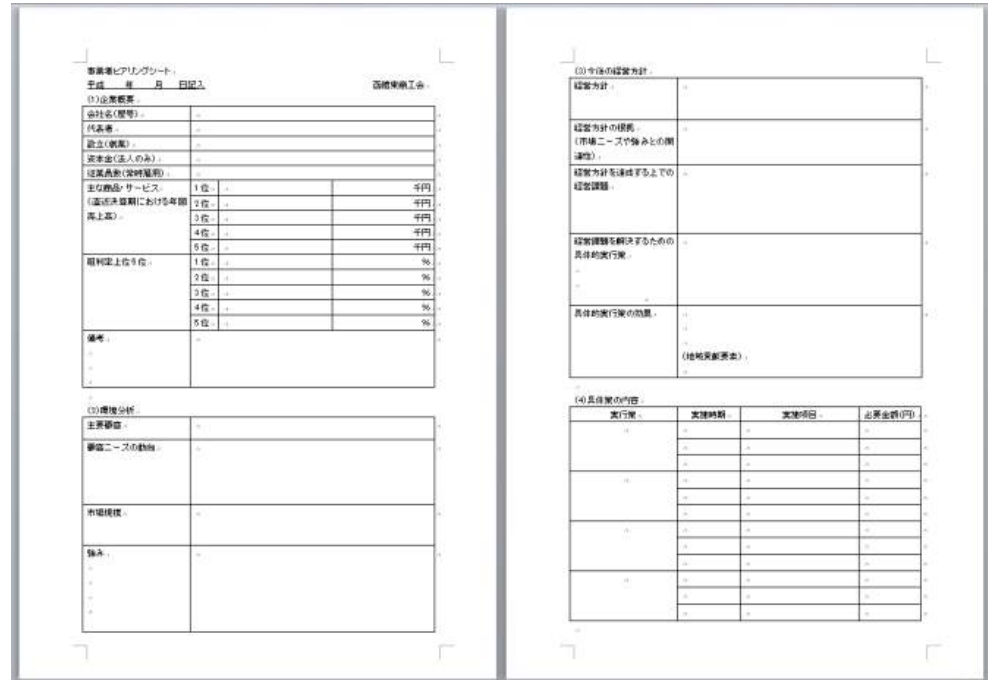 事業者ヒアリングシート
平成　年　月　日記入　函館東商工会
(1)企業概要
会社名(屋号)
代表者
設立(創業)
資本金(法人のみ)
従業員数(常時雇用)
主な商品・サービス　1位　千円
(直近決算期における年間　2位　千円
売上高)　3位　千円
4位　千円
5位　千円
粗利率上位5位　1位　%
2位　%
3位　%
4位　%
5位　%
備考
(2)環境分析
主要顧客
顧客ニーズの動向
市場規模
強み
(3)今後の経営方針
経営方針
経営方針の根拠
(市場ニーズや強みとの関
連性)
経営方針を達成する上での
経営課題
経営課題を解決するための
具体的実行策
具体的実行策の効果
(地域貢献要素)
(4)具体策の内容
実行策　実施時期　実施項目　必要金額(円)